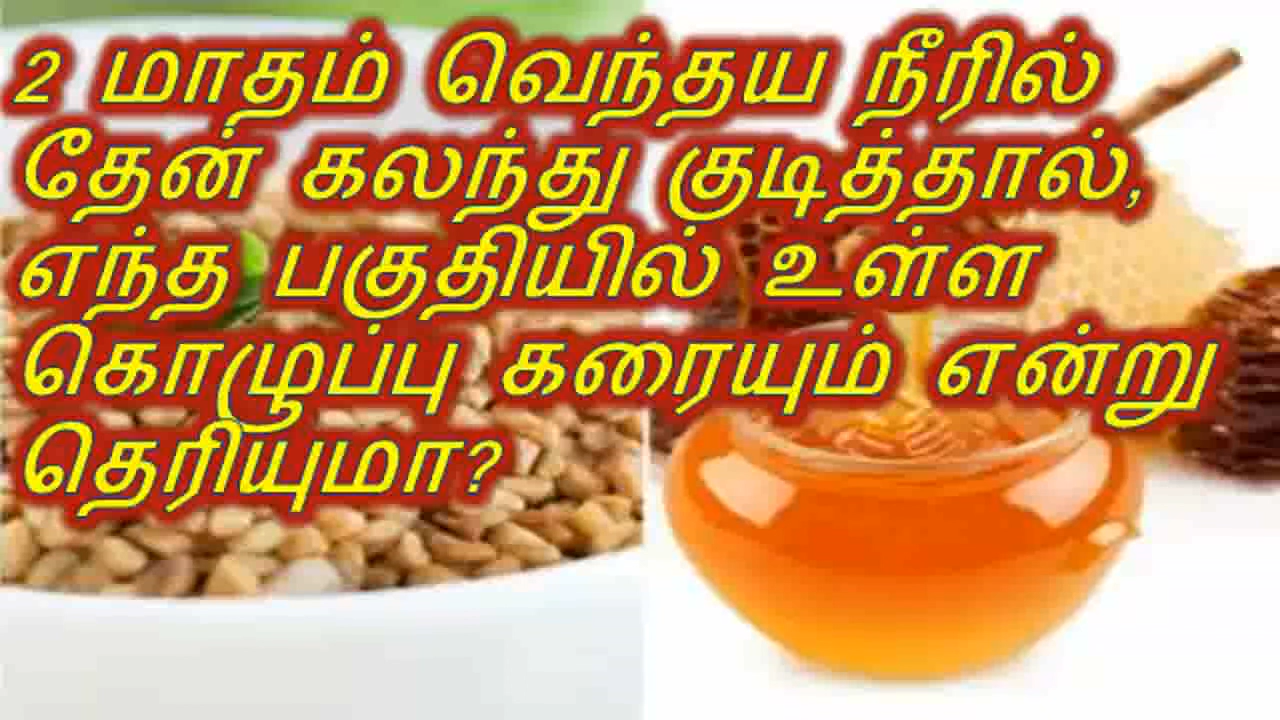 2 மாதம் வெந்தய நீரில்
தேன் கலந்து குடித்தால்,
எந்த பகுதியில் உள்ள
கொழுப்பு கரையும் என்று
தெரியுமா?